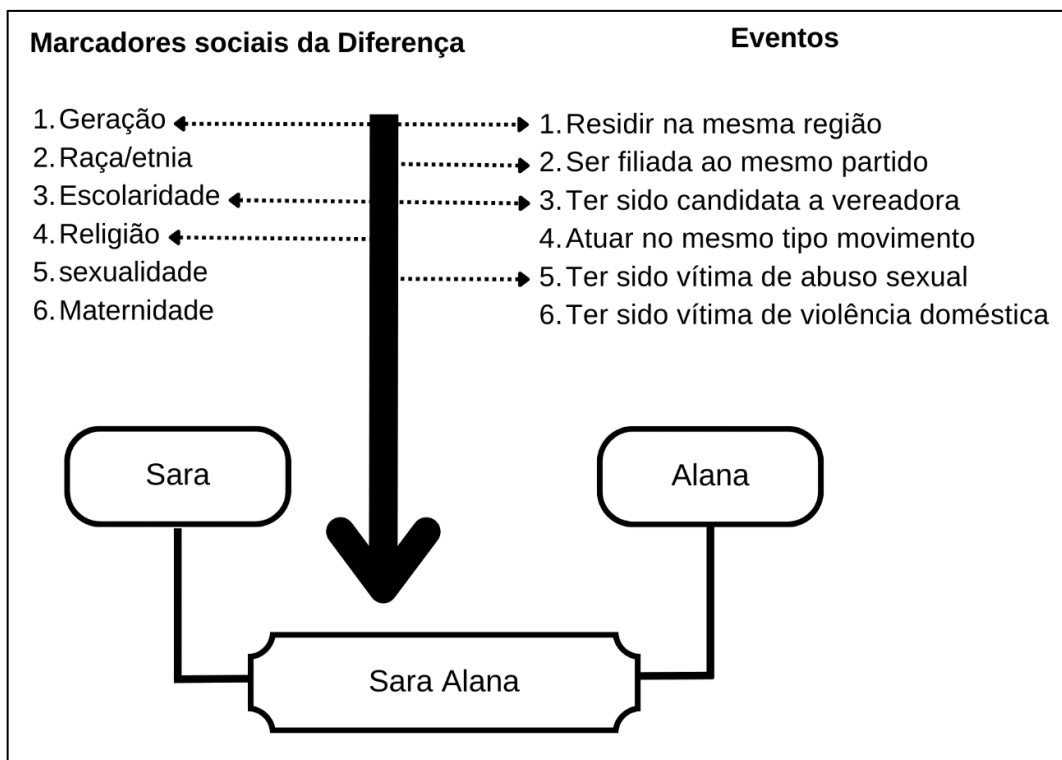 Marcadores sociais da Diferença
1. Geração
2. Raça/etnia
3. Escolaridade
4. Religião
5. sexualidade
6. Maternidade
Eventos
1. Residir na mesma região
2. Ser filiada ao mesmo partido
3. Ter sido candidata a vereadora
4. Atuar no mesmo tipo movimento
5. Ter sido vítima de abuso sexual
6. Ter sido vítima de violência doméstica
Sara
Alana
Sara Alana